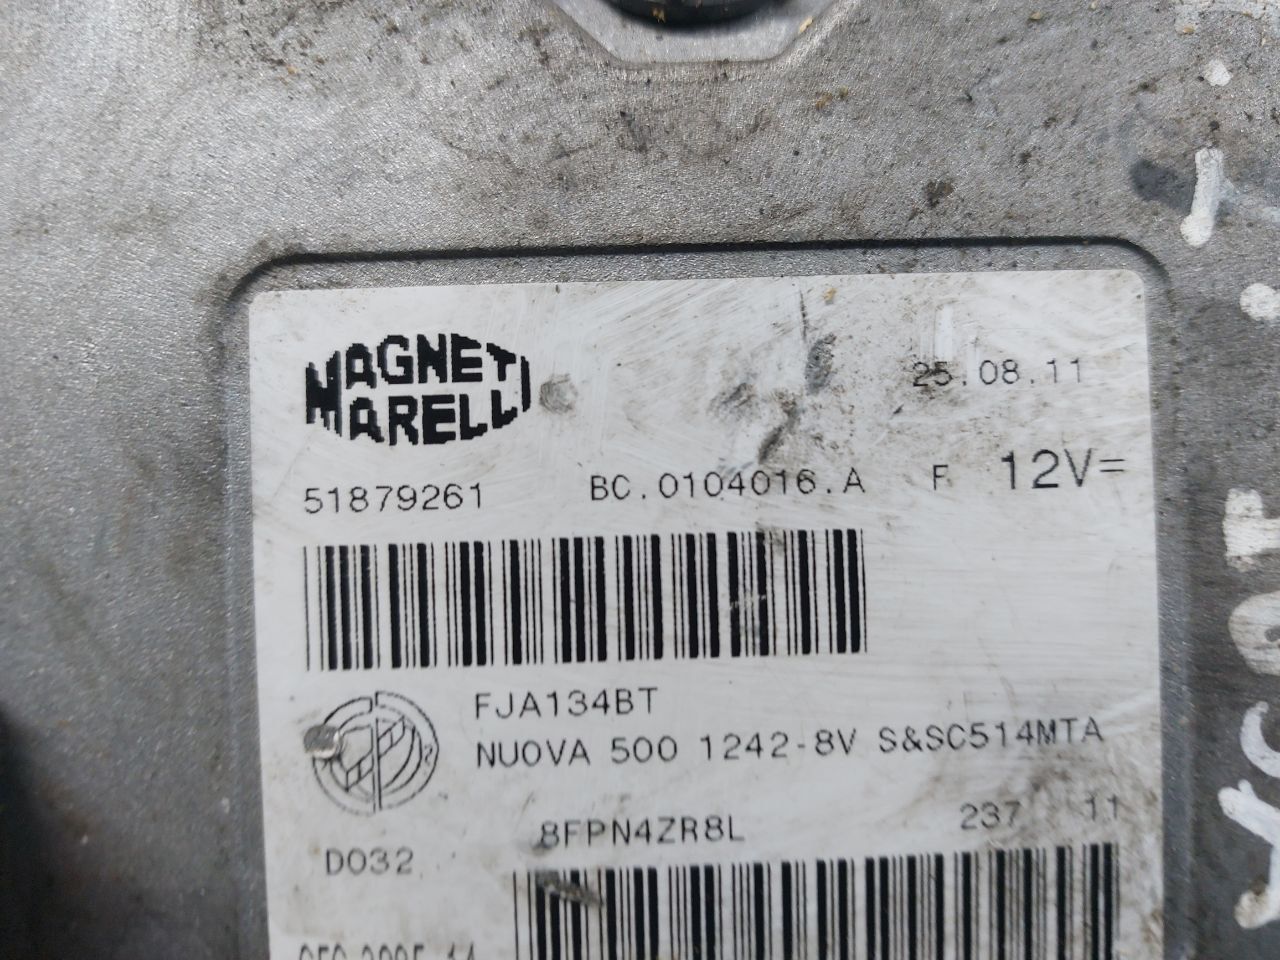 MAGNETI
MARELLI
25.08.11
51879261 BC.0104016.A F 12V=
FJA134BT
NUOVA 500 1242-8V S&SC514MTA
8FPN4ZR8L 237 11
D032